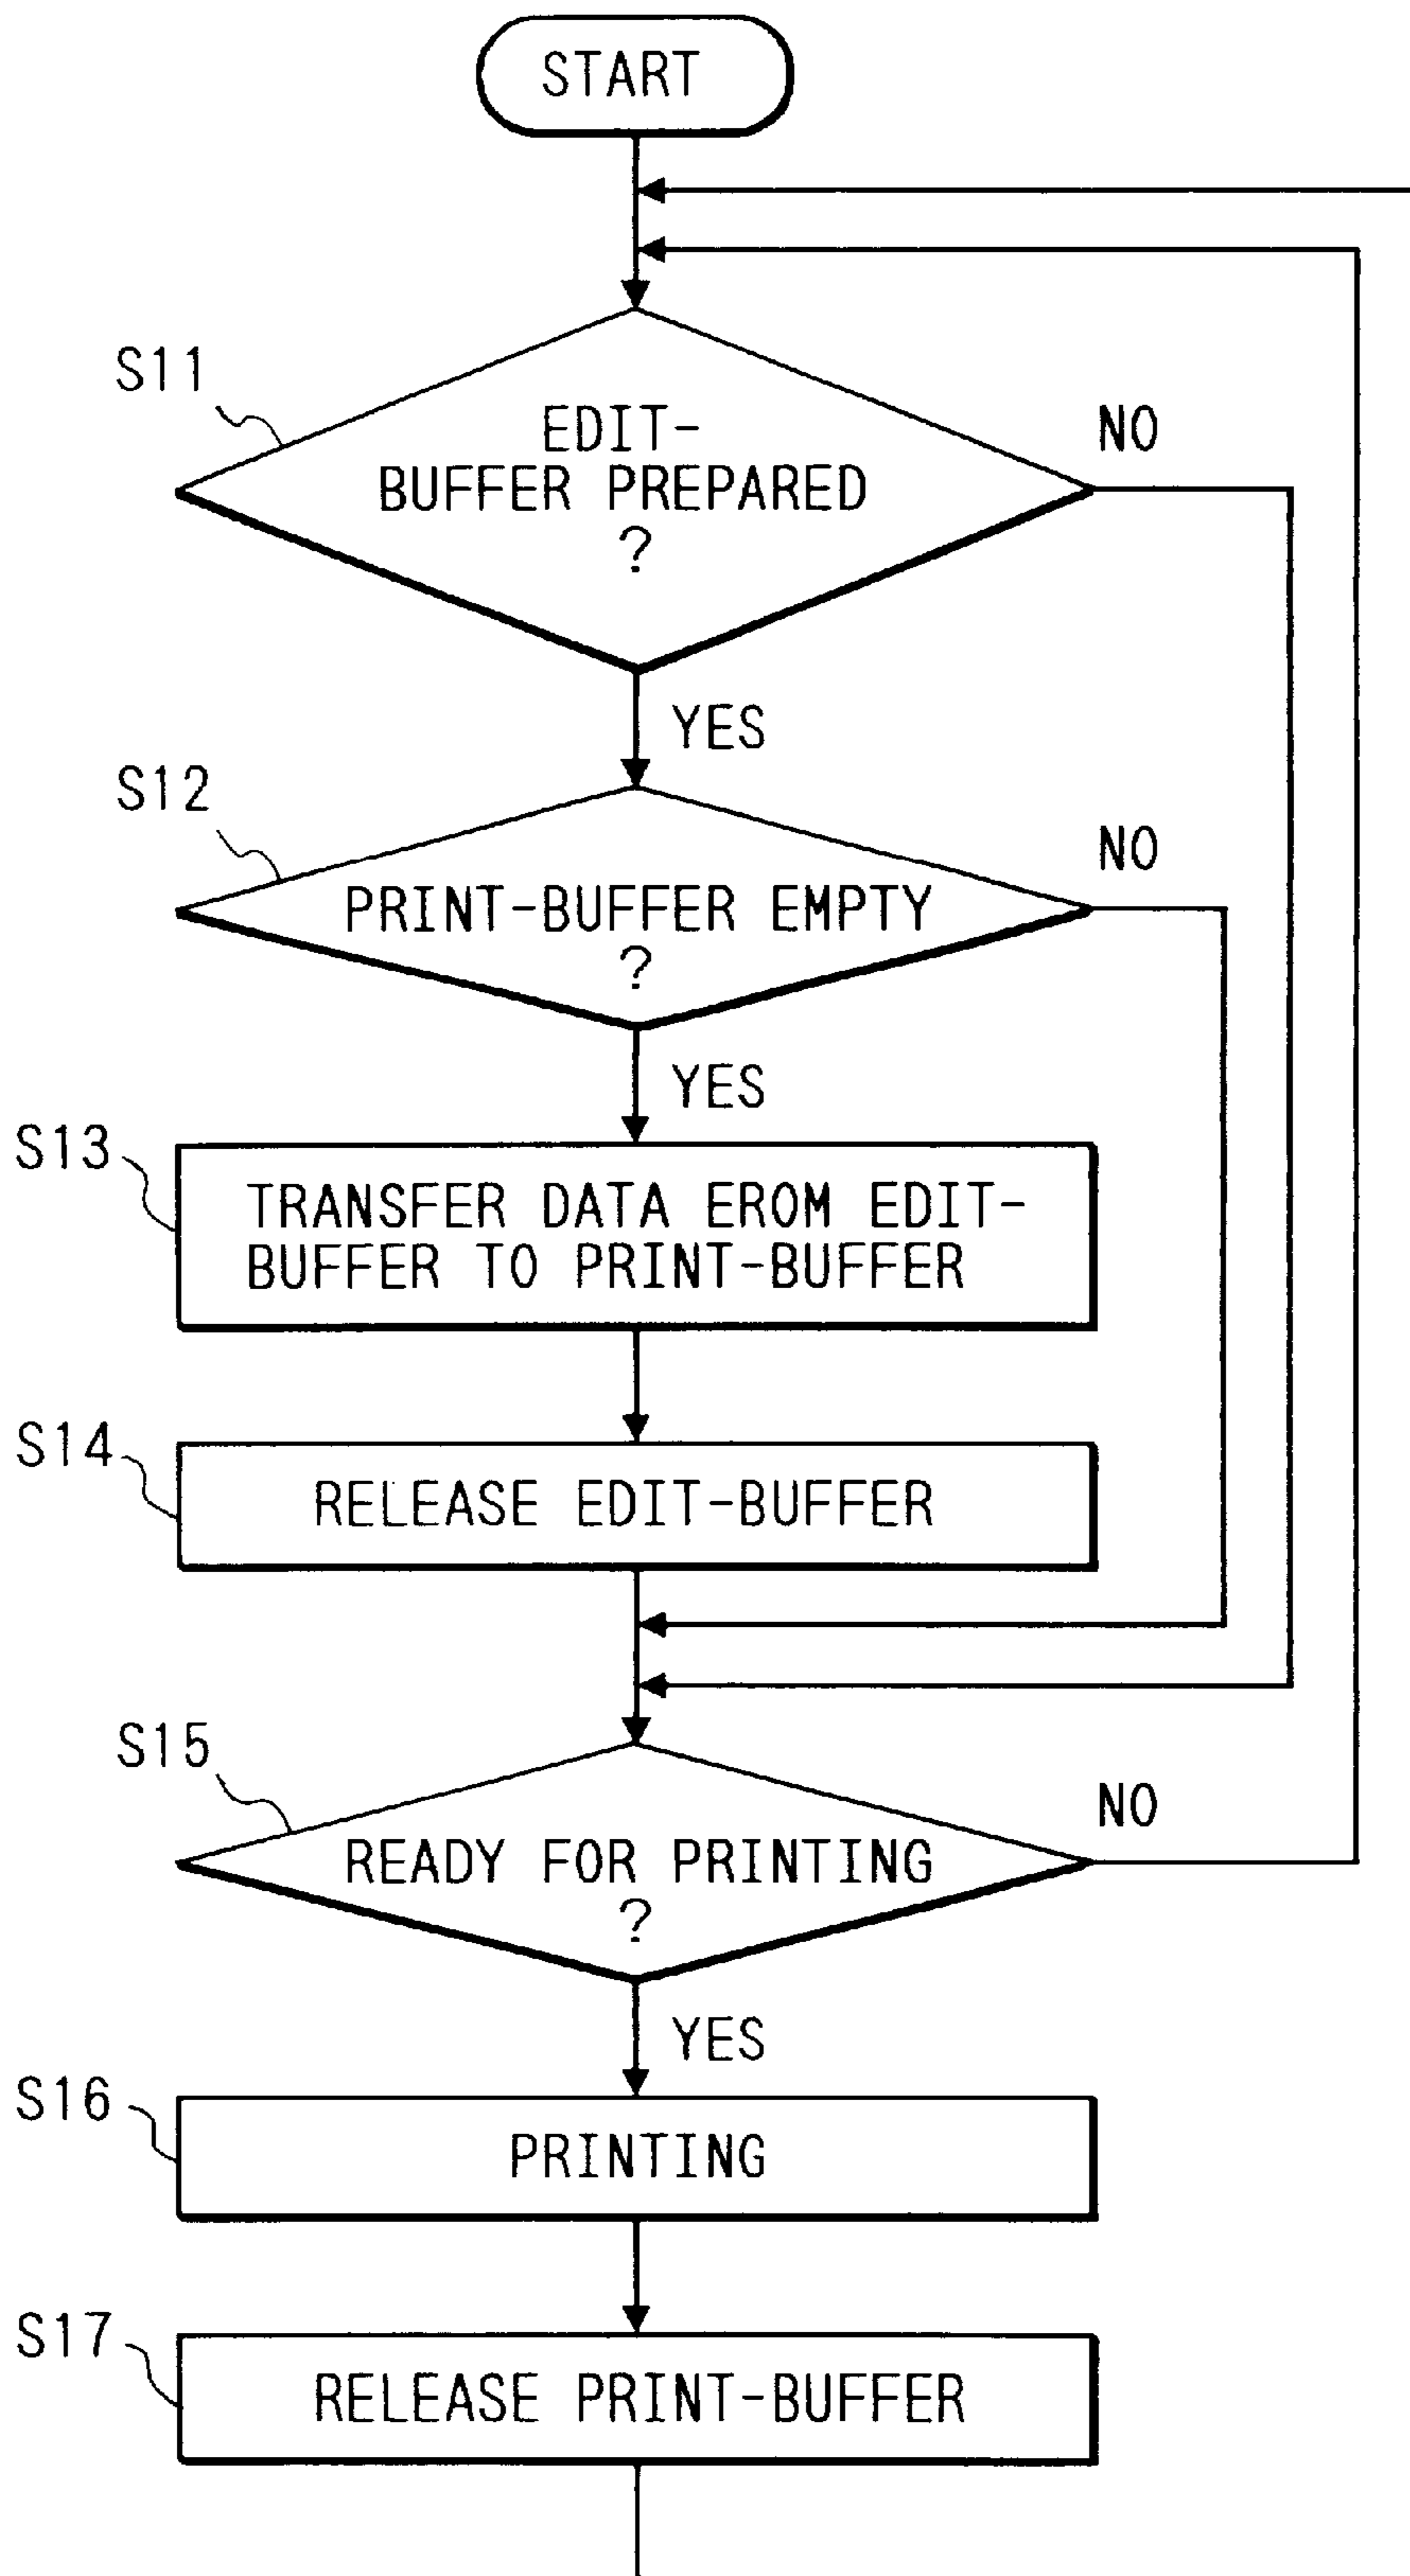 START
S11
EDIT-
BUFFER PREPARED
?
NO
YES
S12
PRINT-BUFFER EMPTY
?
NO
YES
S13
TRANSFER DATA EROM EDIT-
BUFFER TO PRINT-BUFFER
S14
RELEASE EDIT-BUFFER
S15
READY FOR PRINTING
?
NO
YES
S16
PRINTING
S17
RELEASE PRINT-BUFFER